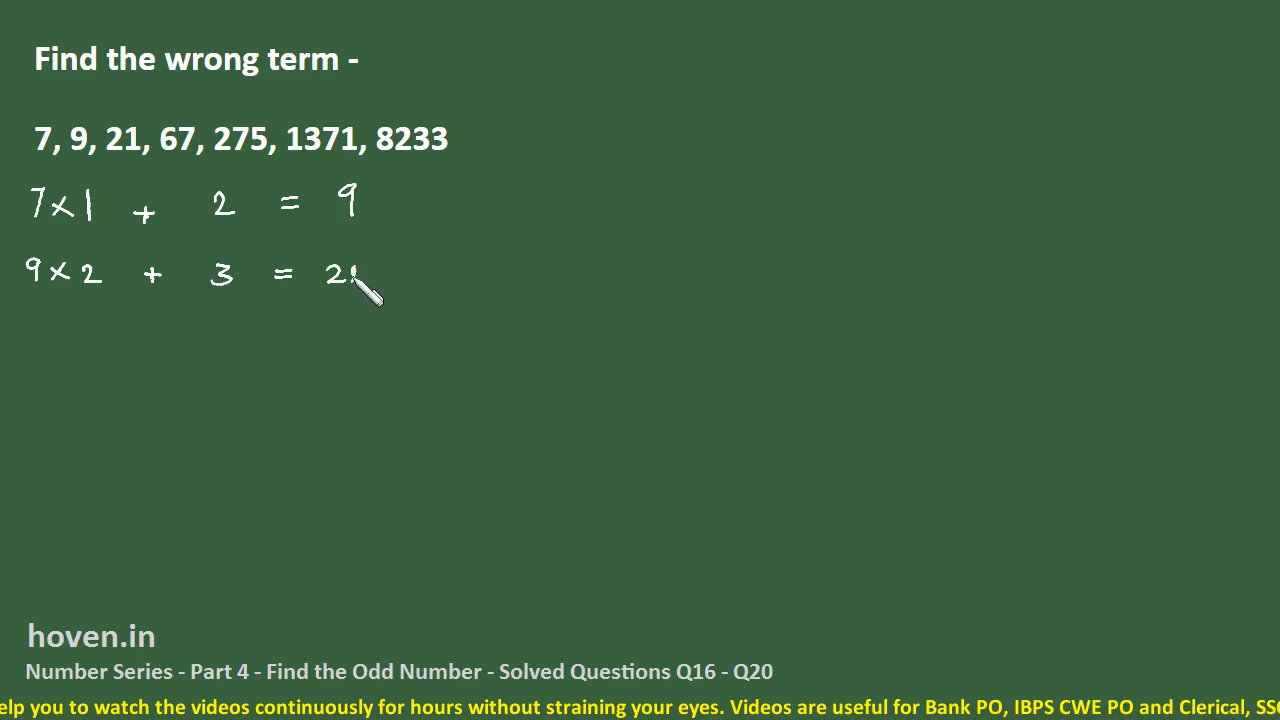 Find the wrong term -
7, 9, 21, 67, 275, 1371, 8233
7 × 1 + 2 = 9
9 × 2 + 3 = 21
hoven.in
Number Series - Part 4 - Find the Odd Number - Solved Questions Q16 - Q20
you to watch the videos continuously for hours without straining your eyes. Videos are useful for Bank PO, IBPS CWE PO and Clerical,